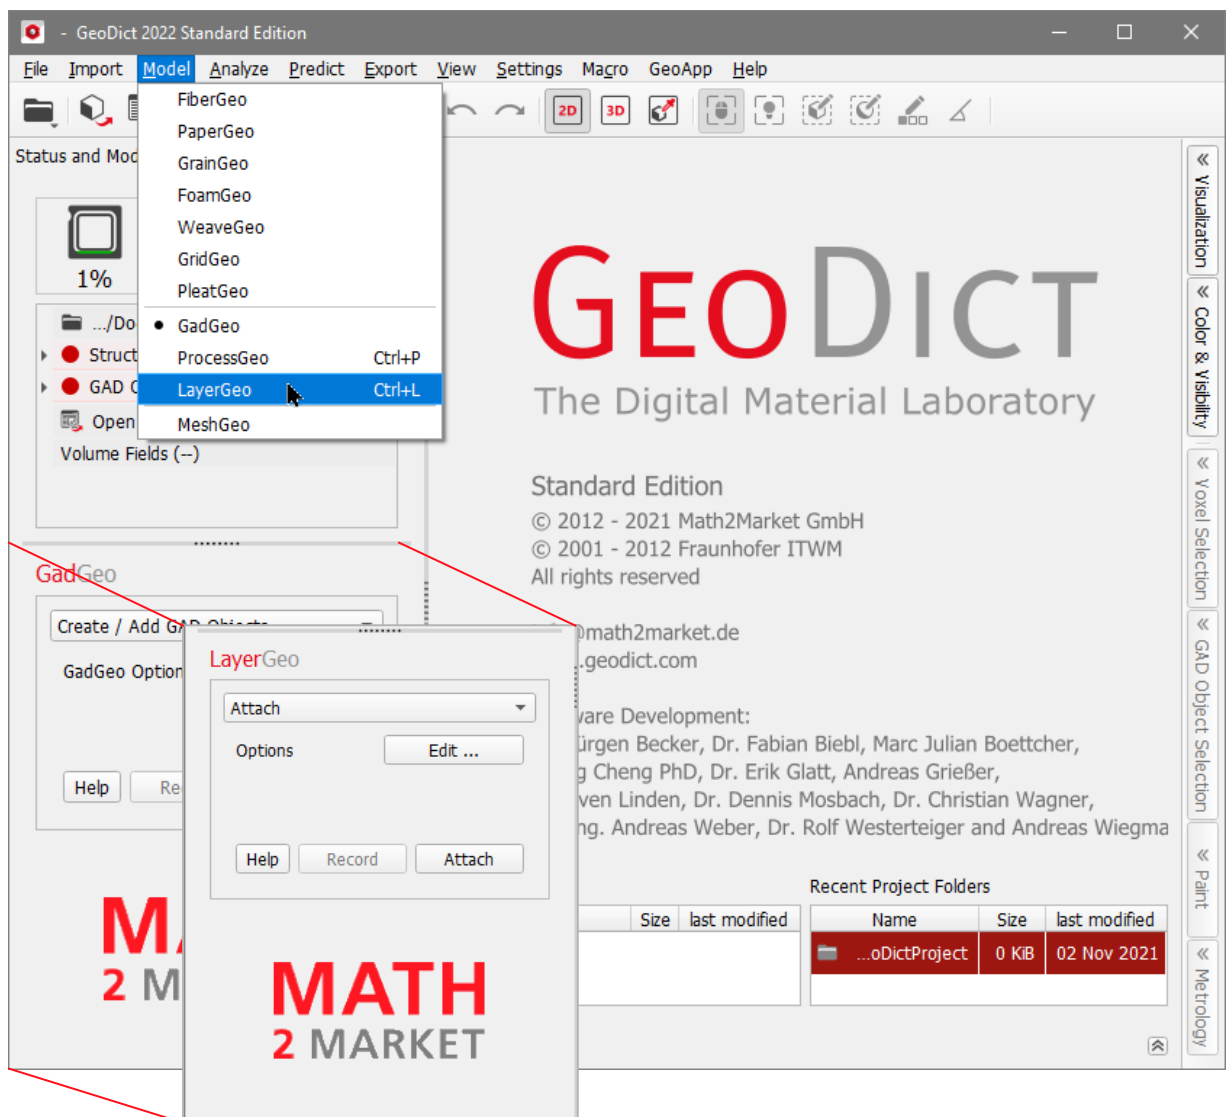 - GeoDict 2022 Standard Edition
File Import Model Analyze Predict Export View Settings Macro GeoApp Help
2D 3D
Status and Mod
1%
.../Do
Struct
GAD O
Open
Volume Fields (--)
FiberGeo
PaperGeo
GrainGeo
FoamGeo
WeaveGeo
GridGeo
PleatGeo
GadGeo
ProcessGeo Ctrl+P
LayerGeo Ctrl+L
MeshGeo
GEODICT
The Digital Material Laboratory
Standard Edition
© 2012 - 2021 Math2Market GmbH
© 2001 - 2012 Fraunhofer ITWM
All rights reserved
@math2market.de
.geodict.com
ware Development:
ürgen Becker, Dr. Fabian Biebl, Marc Julian Boettcher,
g Cheng PhD, Dr. Erik Glatt, Andreas Grießer,
ven Linden, Dr. Dennis Mosbach, Dr. Christian Wagner,
ng. Andreas Weber, Dr. Rolf Westerteiger and Andreas Wiegma
GadGeo
Create / Add GAD Objects
GadGeo Option
Help Re
MA
2 M
LayerGeo
Attach
Options Edit ...
Help Record Attach
MATH
2 MARKET
Size last modified
Recent Project Folders
Name Size last modified
...oDictProject 0 KiB 02 Nov 2021
Visualization
Color & Visibility
Voxel Selection
GAD Object Selection
Paint
Metrology